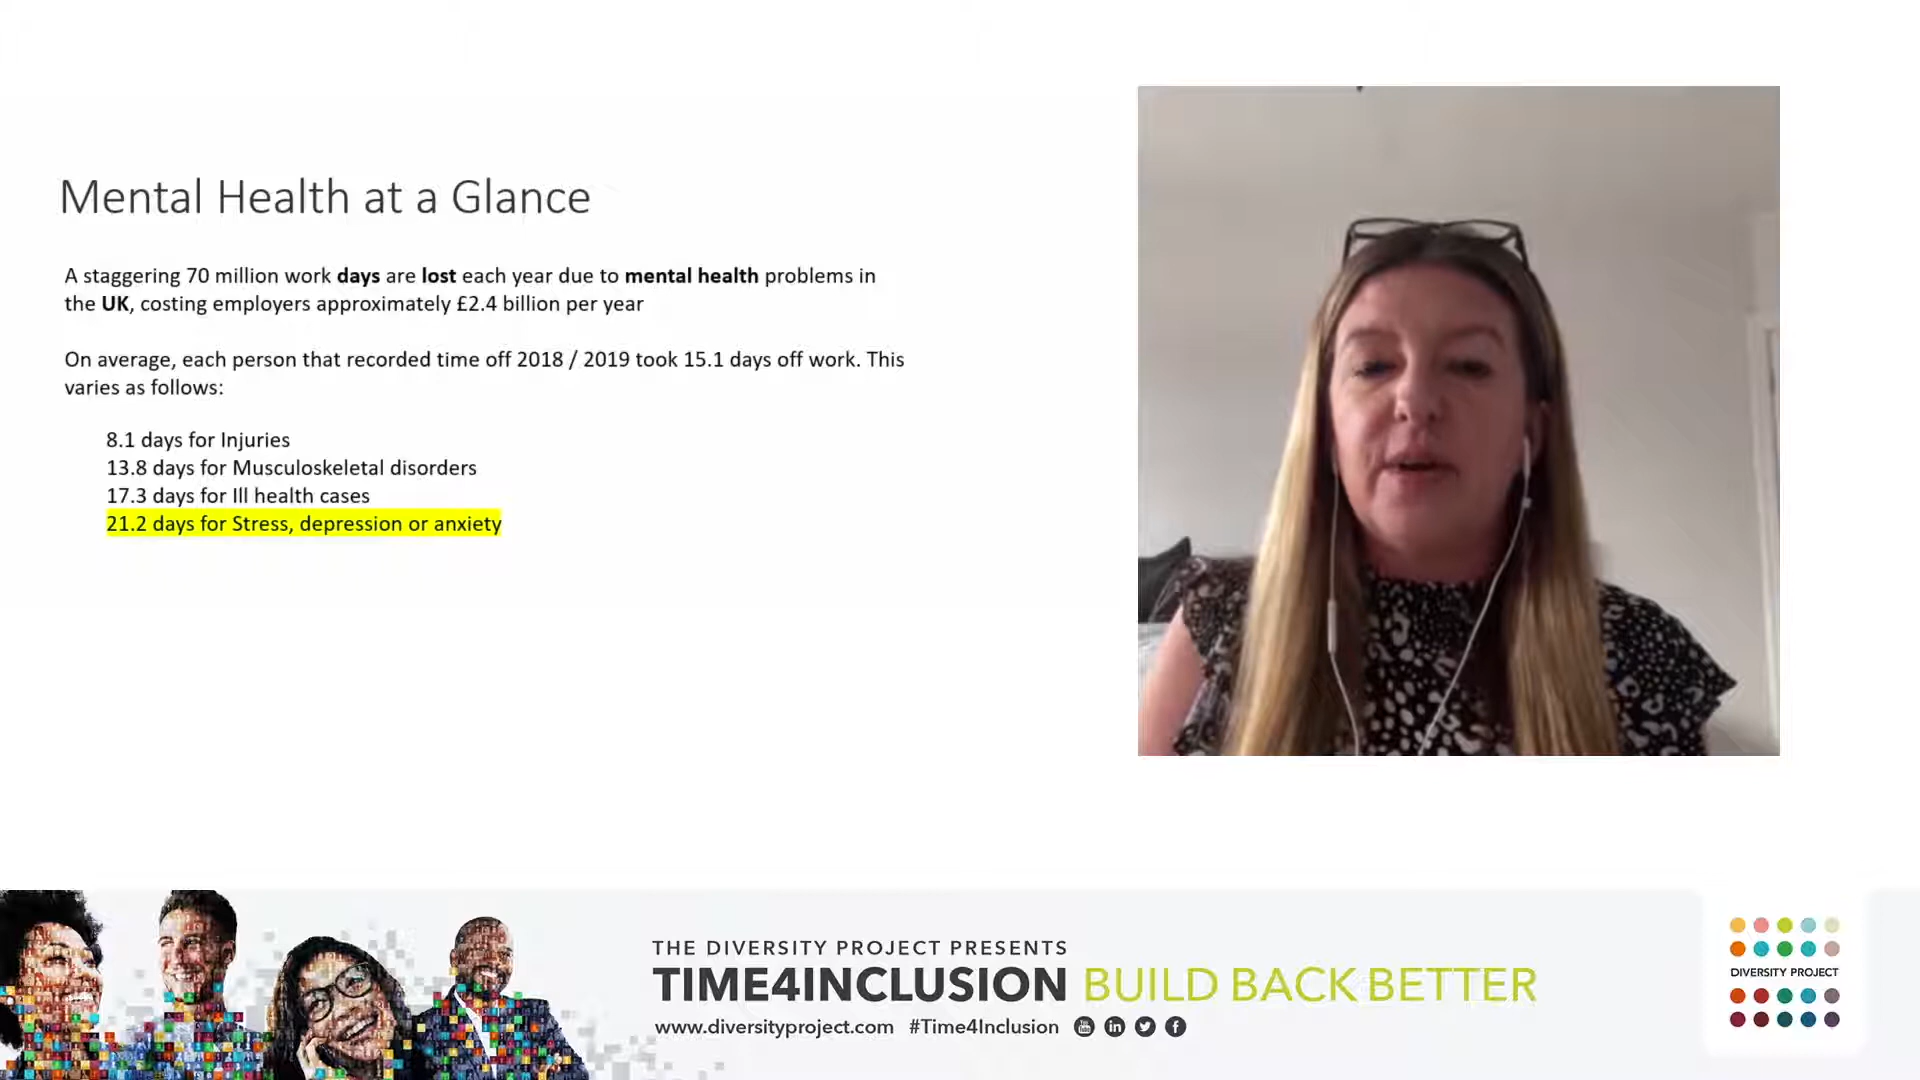 Mental Health at a Glance
A staggering 70 million work days are lost each year due to mental health problems in
the UK, costing employers approximately £2.4 billion per year
On average, each person that recorded time off 2018 / 2019 took 15.1 days off work. This
varies as follows:
8.1 days for Injuries
13.8 days for Musculoskeletal disorders
17.3 days for Ill health cases
21.2 days for Stress, depression or anxiety
THE DIVERSITY PROJECT PRESENTS
TIME4INCLUSION BUILD BACK BETTER
www.diversityproject.com #Time4Inclusion
DIVERSITY PROJECT